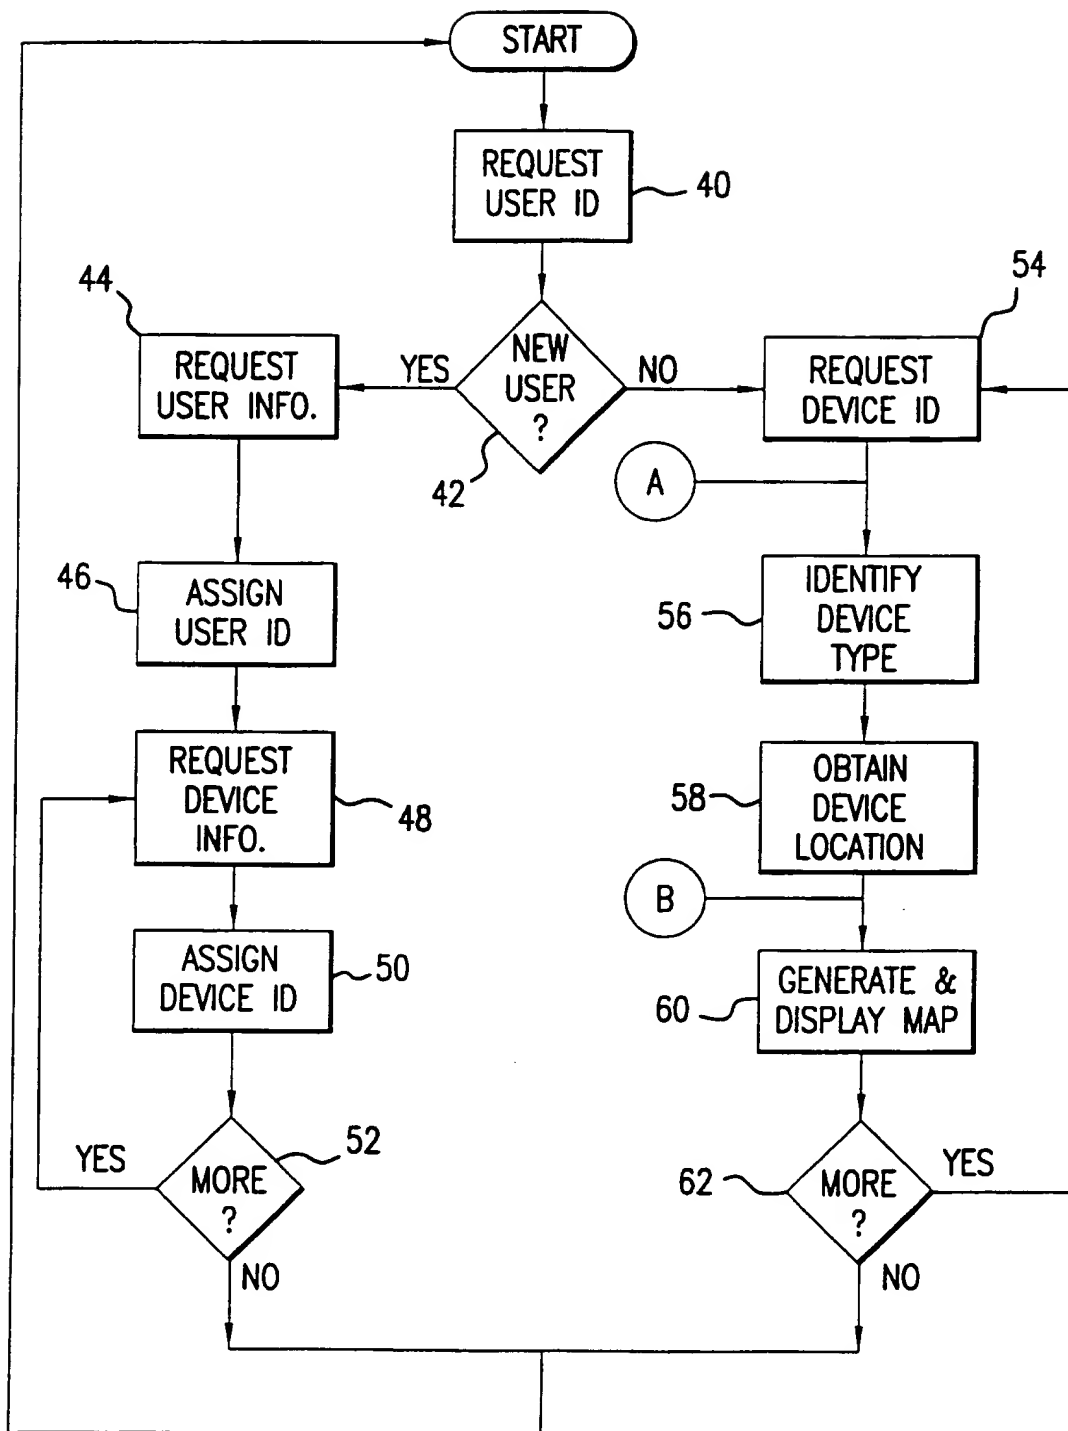 START
REQUEST
USER ID
40
44
REQUEST
USER INFO.
YES
NEW
USER
?
42
NO
54
REQUEST
DEVICE ID
A
46
ASSIGN
USER ID
IDENTIFY
DEVICE
TYPE
56
REQUEST
DEVICE
INFO.
48
OBTAIN
DEVICE
LOCATION
58
B
ASSIGN
DEVICE ID
50
GENERATE &
DISPLAY MAP
60
YES
MORE
?
52
NO
62
MORE
?
YES
NO